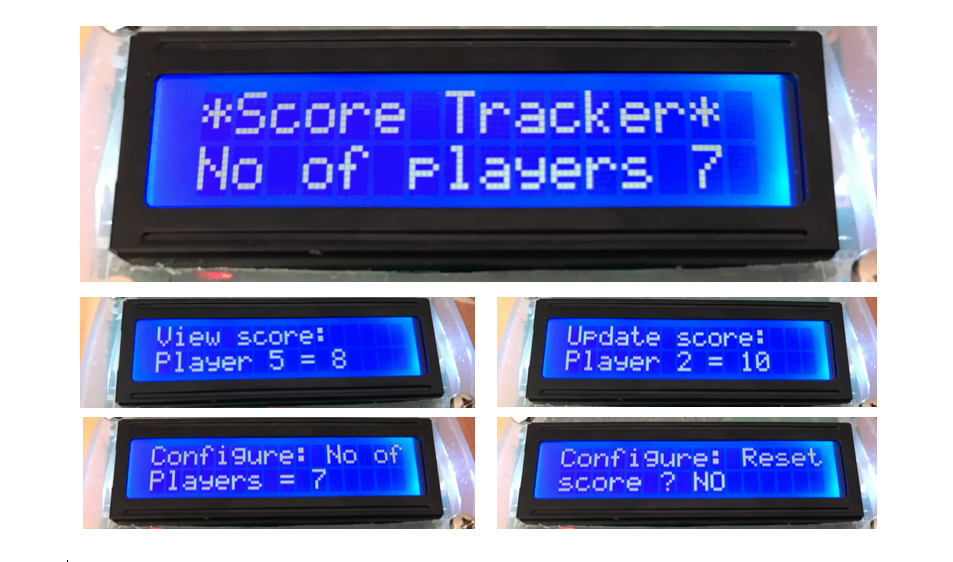 *Score Tracker*
No of players 7
View score:
Player 5 = 8
Update score:
Player 2 = 10
Configure: No of
Players = 7
Configure: Reset
score ? NO